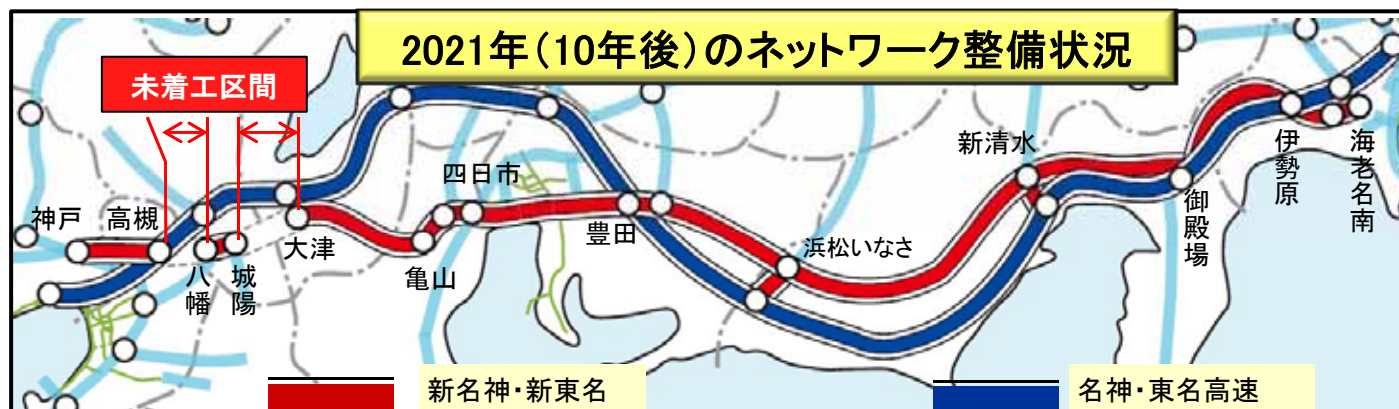 2021年(10年後)のネットワーク整備状況
未着工区間
神戸
高槻
八幡
城陽
大津
亀山
四日市
豊田
浜松いなさ
新清水
御殿場
伊勢原
海老名南
新名神・新東名
名神・東名高速